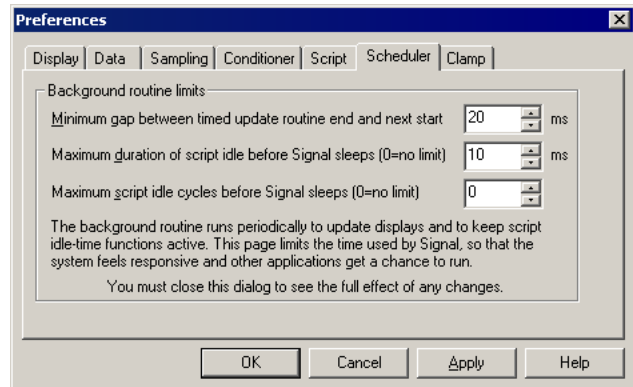 Preferences
Display Data Sampling Conditioner Script Scheduler Clamp
Background routine limits
Minimum gap between timed update routine end and next start 20 ms
Maximum duration of script idle before Signal sleeps (0=no limit) 10 ms
Maximum script idle cycles before Signal sleeps (0=no limit) 0
The background routine runs periodically to update displays and to keep script
idle-time functions active. This page limits the time used by Signal, so that the
system feels responsive and other applications get a chance to run.
You must close this dialog to see the full effect of any changes.
OK Cancel Apply Help